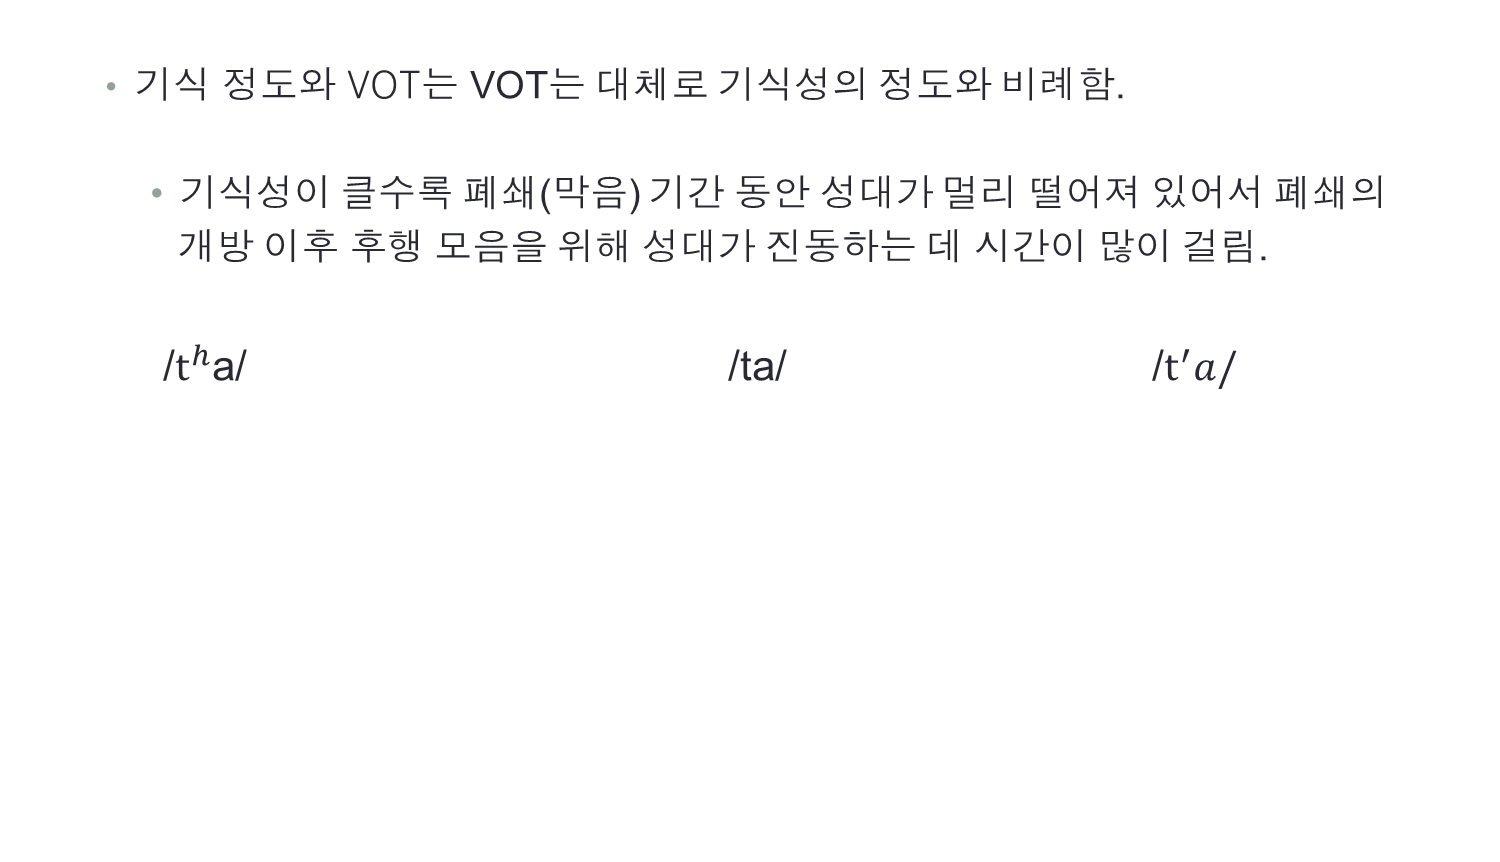 • 기식 정도와 VOT는 VOT는 대체로 기식성의 정도와 비례함.
• 기식성이 클수록 폐쇄(막음) 기간 동안 성대가 멀리 떨어져 있어서 폐쇄의
개방 이후 후행 모음을 위해 성대가 진동하는 데 시간이 많이 걸림.
/tʰa/ /ta/ /t′a/